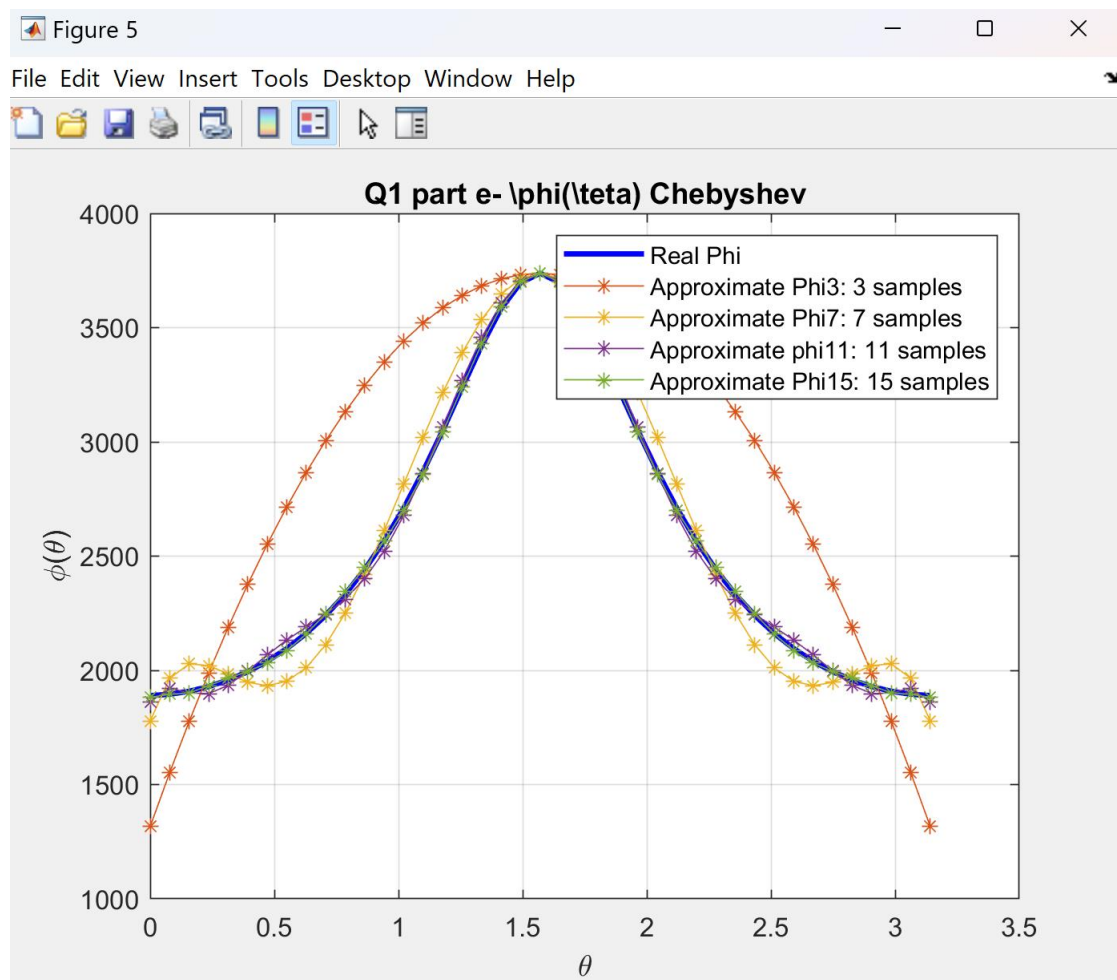 Figure 5
File Edit View Insert Tools Desktop Window Help
Q1 part e- \phi(\teta) Chebyshev
4000
3500
3000
2500
2000
1500
1000
ϕ(θ)
Real Phi
Approximate Phi3: 3 samples
Approximate Phi7: 7 samples
Approximate phi11: 11 samples
Approximate Phi15: 15 samples
0 0.5 1 1.5 2 2.5 3 3.5
θ